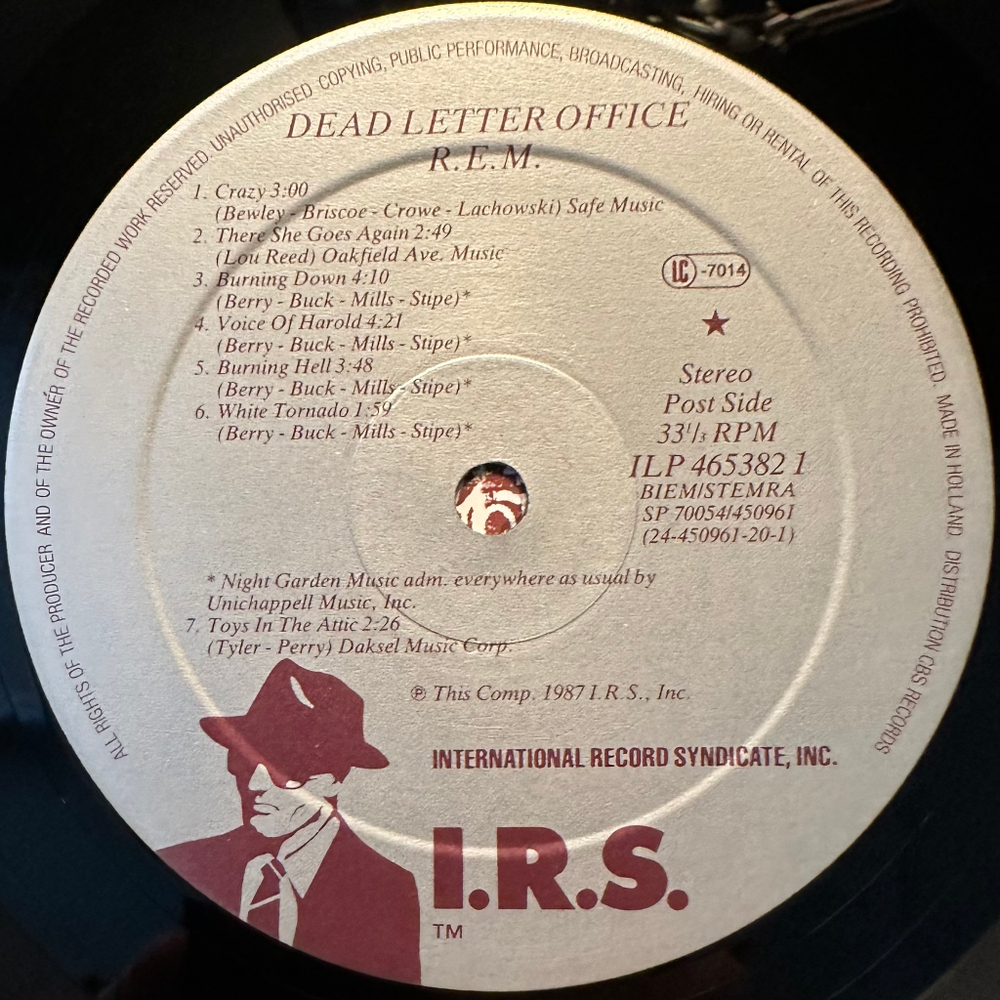 ALL RIGHTS OF THE PRODUCER AND OF THE OWNER OF THE RECORDED WORK RESERVED. UNAUTHORISED COPYING, PUBLIC PERFORMANCE, BROADCASTING, HIRING OR RENTAL OF THIS RECORDING PROHIBITED. MADE IN HOLLAND DISTRIBUTION CBS RECORDS
DEAD LETTER OFFICE
R.E.M.
1. Crazy 3:00
(Bewley - Briscoe - Crowe - Lachowski) Safe Music
2. There She Goes Again 2:49
(Lou Reed) Oakfield Ave. Music
3. Burning Down 4:10
(Berry - Buck - Mills - Stipe)*
4. Voice Of Harold 4:21
(Berry - Buck - Mills - Stipe)*
5. Burning Hell 3:48
(Berry - Buck - Mills - Stipe)*
6. White Tornado 1:59
(Berry - Buck - Mills - Stipe)*
LC -7014
Stereo
Post Side
33⅓ RPM
ILP 465382 1
BIEM/STEMRA
SP 70054/450961
(24-450961-20-1)
* Night Garden Music adm. everywhere as usual by
Unichappell Music, Inc.
7. Toys In The Attic 2:26
(Tyler - Perry) Daksel Music Corp.
℗ This Comp. 1987 I.R.S., Inc.
INTERNATIONAL RECORD SYNDICATE, INC.
I.R.S.
TM